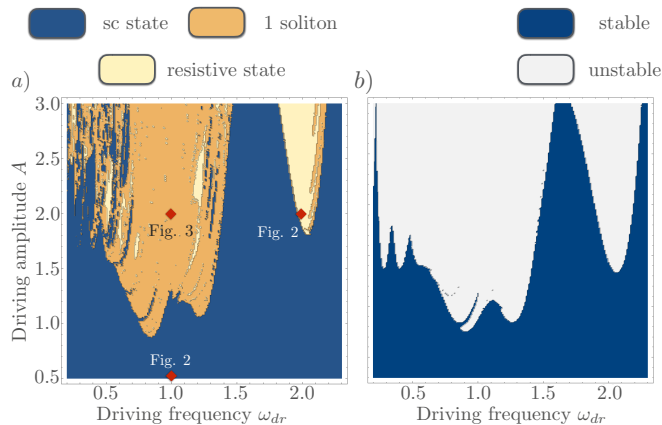 sc state 1 soliton stable
resistive state unstable
a) b)
3.0
2.5
2.0
1.5
1.0
0.5
Driving amplitude A
Fig. 3 Fig. 2
Fig. 2
0.5 1.0 1.5 2.0 0.5 1.0 1.5 2.0
Driving frequency ω_dr Driving frequency ω_dr